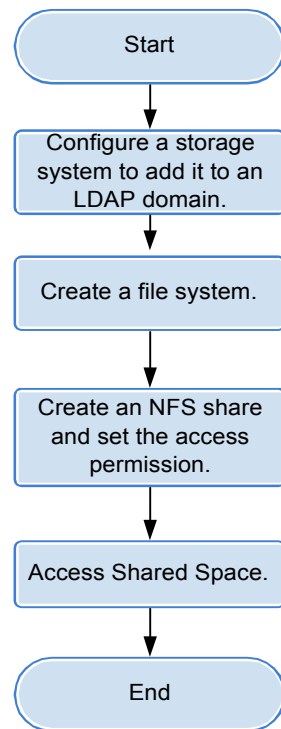 Start
Configure a storage
system to add it to an
LDAP domain.
Create a file system.
Create an NFS share
and set the access
permission.
Access Shared Space.
End